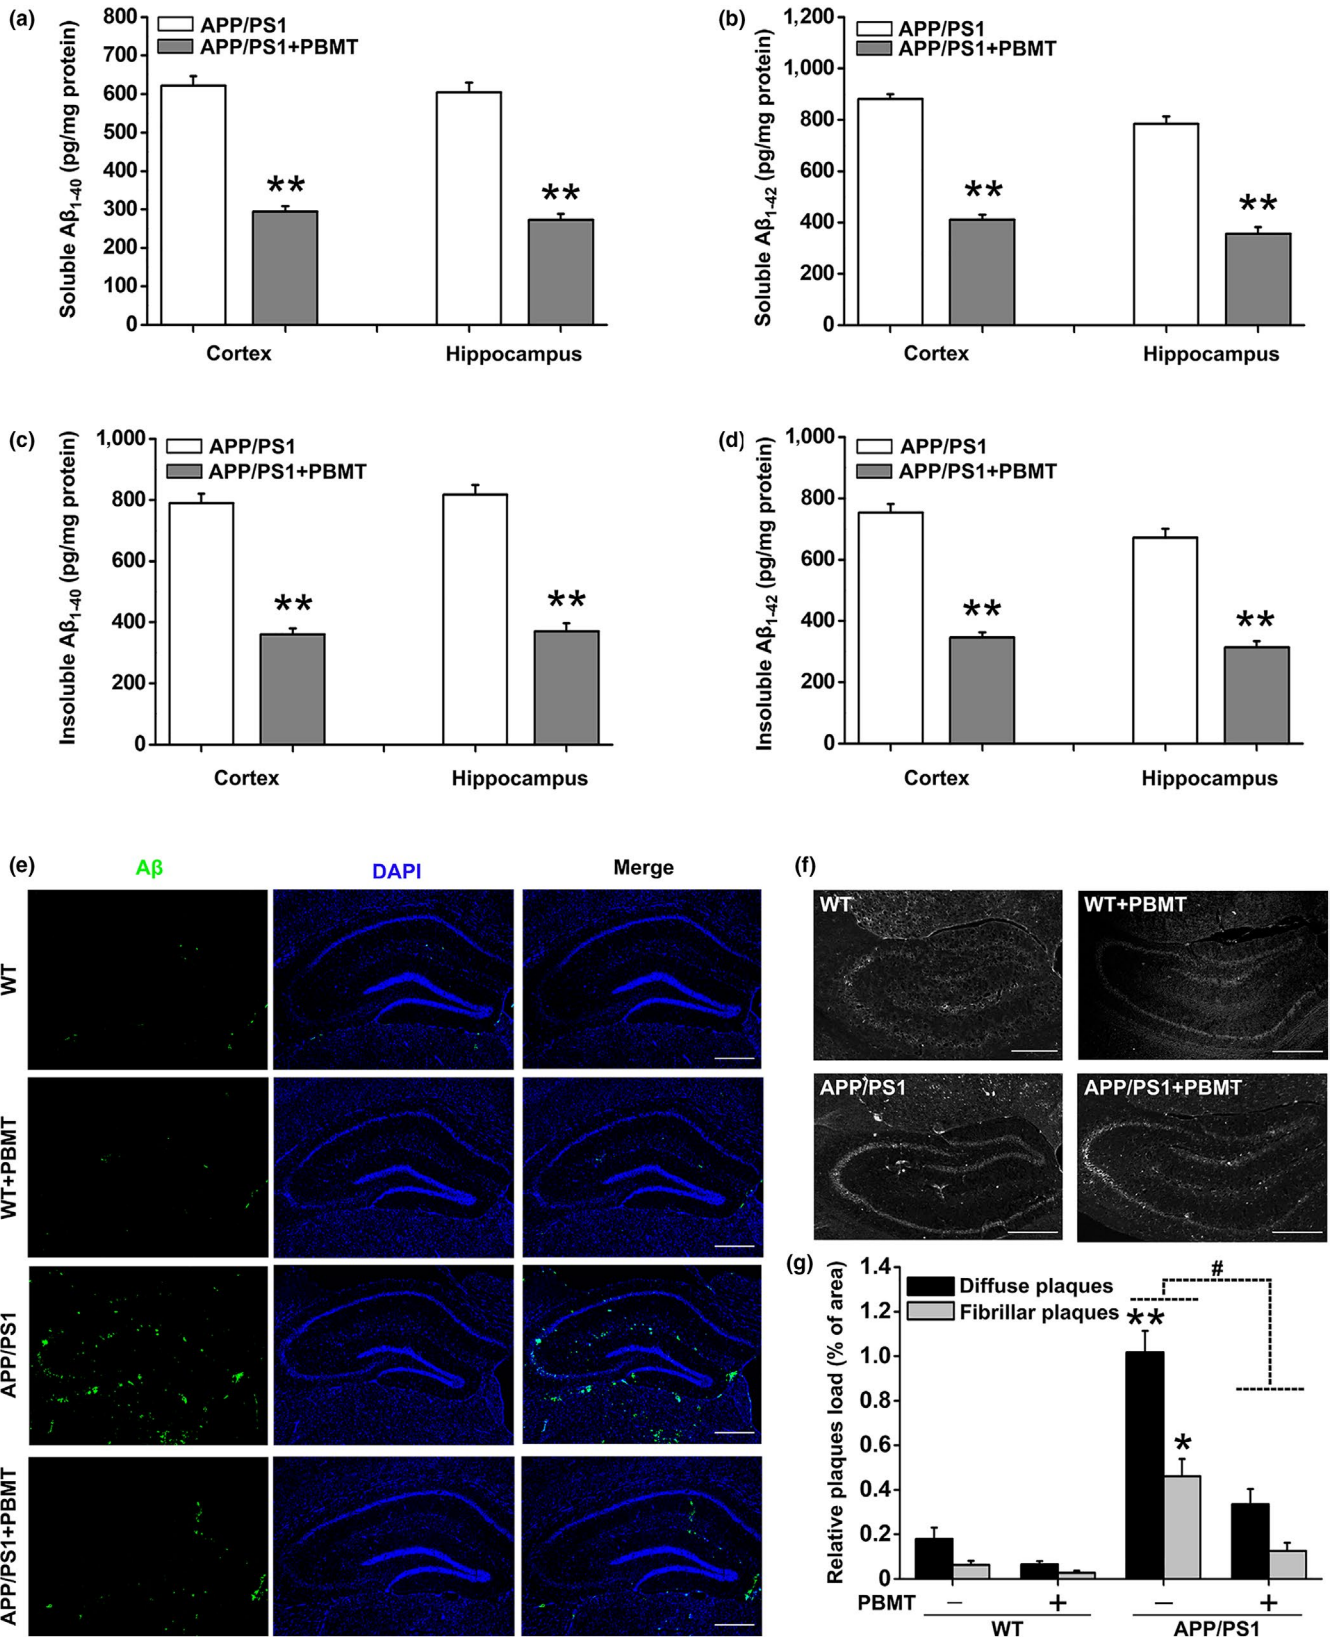 (a)
800
700
600
500
400
300
200
100
0
Soluble Aβ1-40 (pg/mg protein)
APP/PS1
APP/PS1+PBMT
**
**
Cortex
Hippocampus
(b)
1,200
1,000
800
600
400
200
0
Soluble Aβ1-42 (pg/mg protein)
APP/PS1
APP/PS1+PBMT
**
**
Cortex
Hippocampus
(c)
1,000
800
600
400
200
0
Insoluble Aβ1-40 (pg/mg protein)
APP/PS1
APP/PS1+PBMT
**
**
Cortex
Hippocampus
(d)
1,000
800
600
400
200
0
Insoluble Aβ1-42 (pg/mg protein)
APP/PS1
APP/PS1+PBMT
**
**
Cortex
Hippocampus
(e)
Aβ
DAPI
Merge
WT
WT+PBMT
APP/PS1
APP/PS1+PBMT
(f)
WT
WT+PBMT
APP/PS1
APP/PS1+PBMT
(g)
1.4
1.2
1.0
0.8
0.6
0.4
0.2
0
Relative plaques load (% of area)
Diffuse plaques
Fibrillar plaques
#
**
*
PBMT
−
+
−
+
WT
APP/PS1